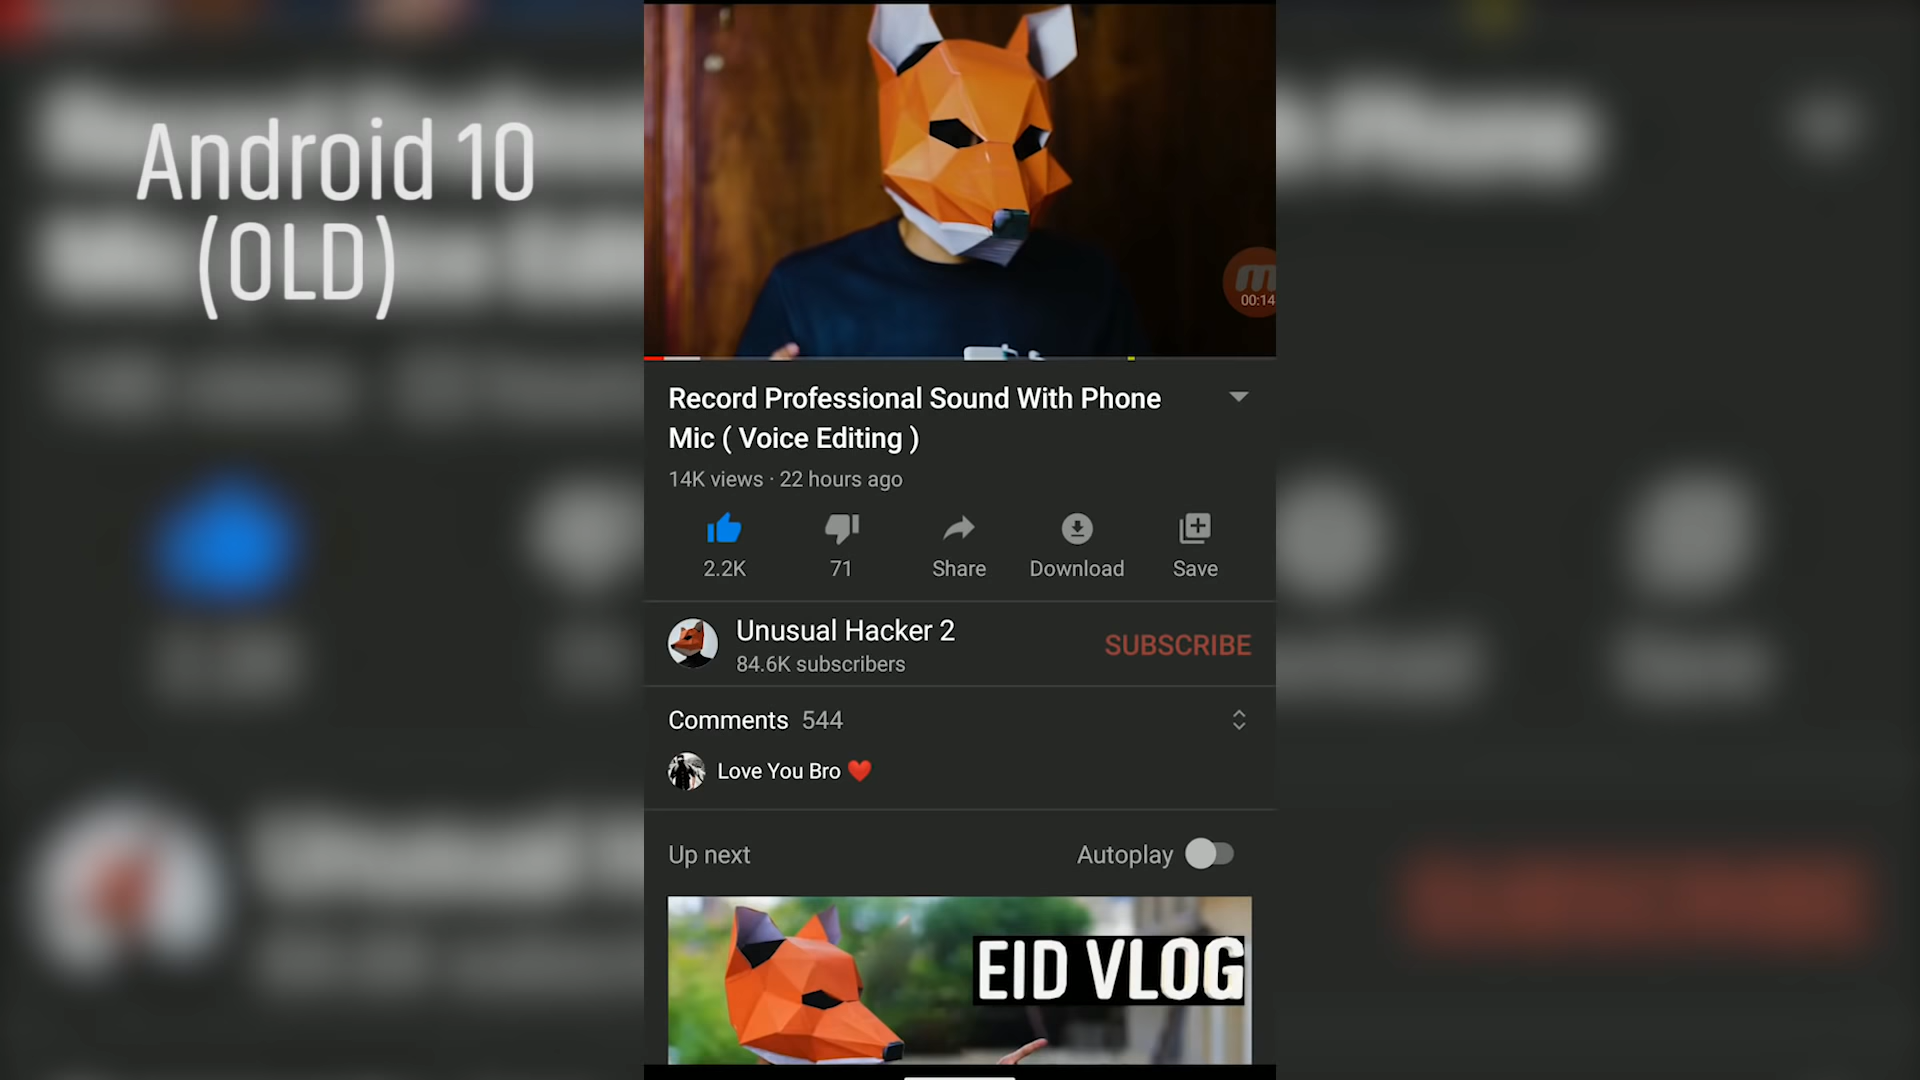 Android 10
(OLD)
00:14
Record Professional Sound With Phone
Mic ( Voice Editing )
14K views · 22 hours ago
2.2K
71
Share
Download
Save
Unusual Hacker 2
84.6K subscribers
SUBSCRIBE
Comments 544
Love You Bro ❤️
Up next
Autoplay
EID VLOG